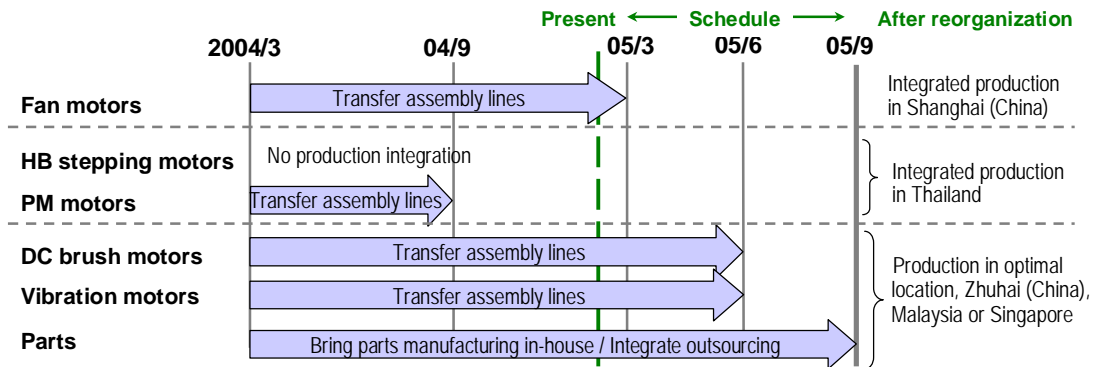 Present Schedule After reorganization
2004/3 04/9 05/3 05/6 05/9
Fan motors Transfer assembly lines Integrated production
in Shanghai (China)
HB stepping motors No production integration
Integrated production
in Thailand
PM motors Transfer assembly lines
DC brush motors Transfer assembly lines
Production in optimal
location, Zhuhai (China),
Malaysia or Singapore
Vibration motors Transfer assembly lines
Parts Bring parts manufacturing in-house / Integrate outsourcing